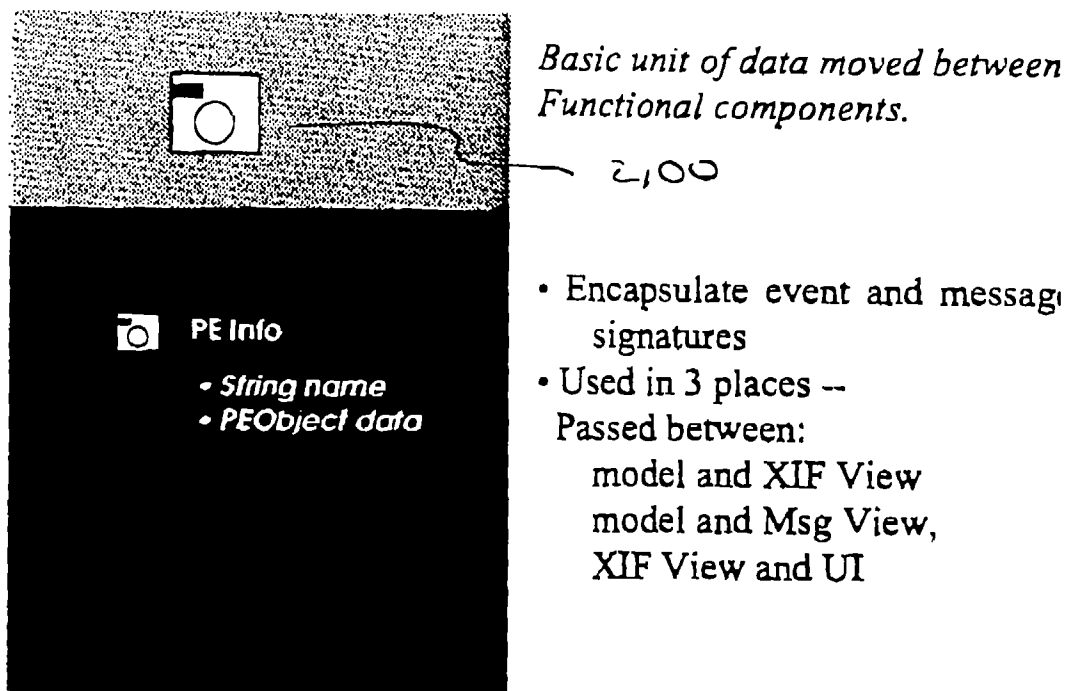 Basic unit of data moved between
Functional components.
2,00
PE Info
• String name
• PEObject data
• Encapsulate event and messag
signatures
• Used in 3 places --
Passed between:
model and XIF View
model and Msg View,
XIF View and UI